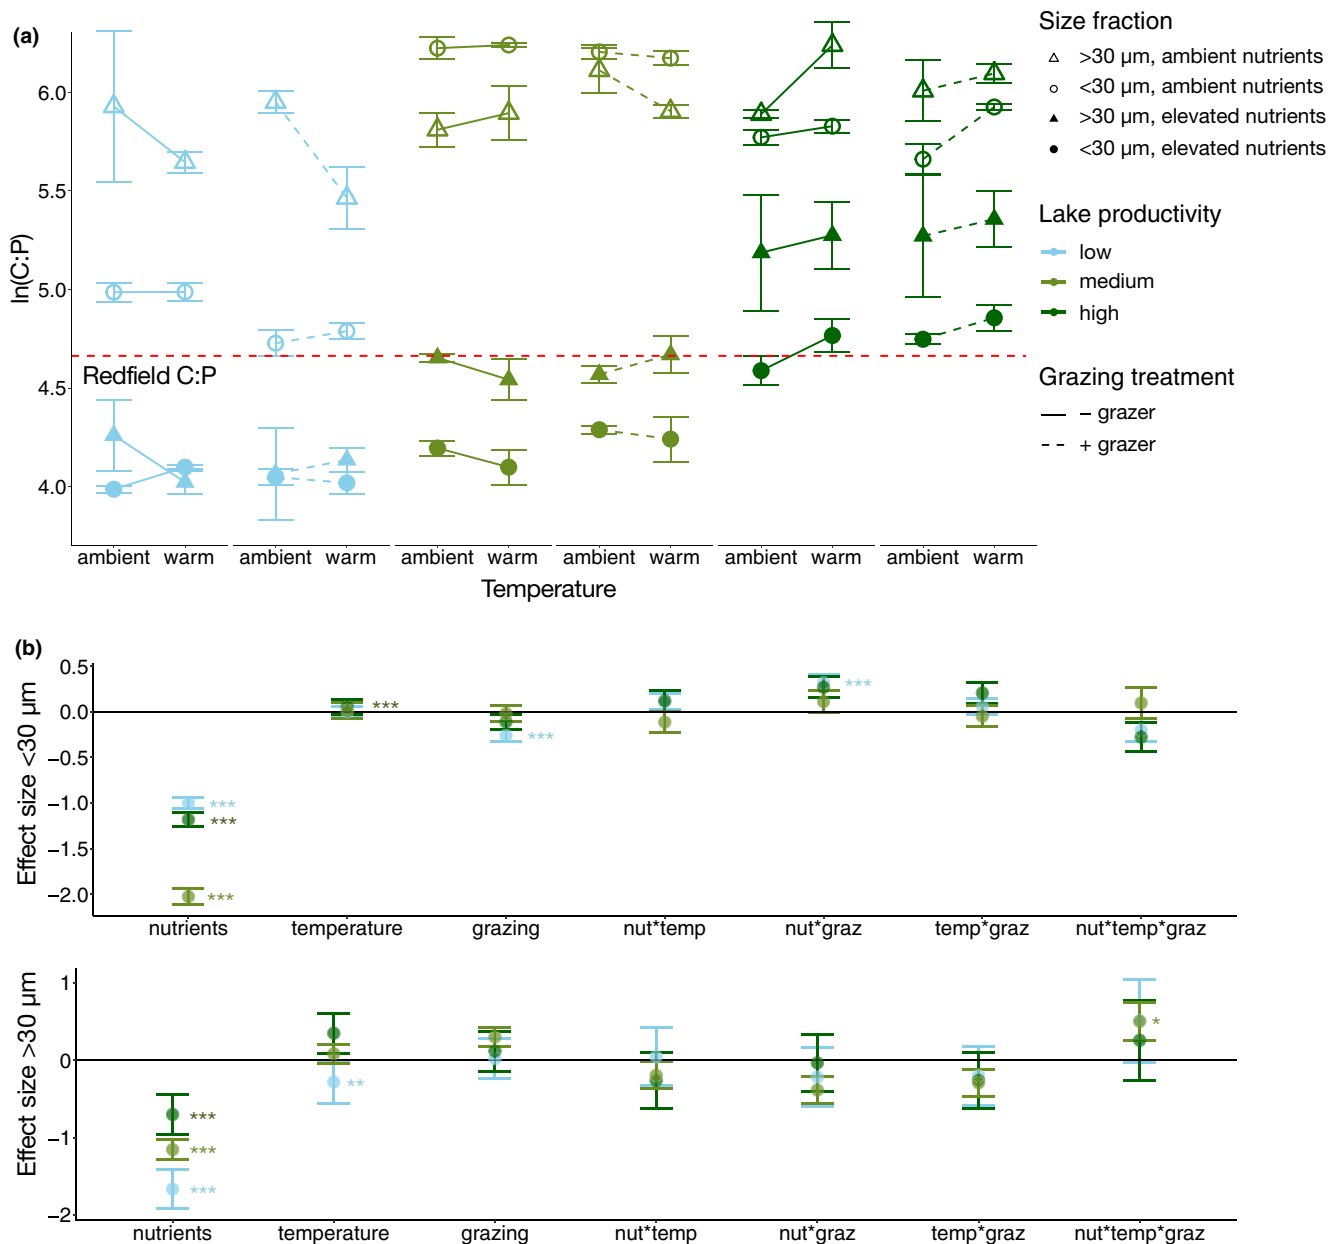 (a)
Size fraction
>30 µm, ambient nutrients
<30 µm, ambient nutrients
>30 µm, elevated nutrients
<30 µm, elevated nutrients
Lake productivity
low
medium
high
Grazing treatment
− grazer
+ grazer
ln(C:P)
6.0
5.5
5.0
4.5
4.0
Redfield C:P
ambient warm ambient warm ambient warm ambient warm ambient warm ambient warm
Temperature
(b)
Effect size <30 µm
0.5
0.0
−0.5
−1.0
−1.5
−2.0
***
***
***
***
***
***
nutrients temperature grazing nut*temp nut*graz temp*graz nut*temp*graz
Effect size >30 µm
1
0
−1
−2
***
***
***
**
*
nutrients temperature grazing nut*temp nut*graz temp*graz nut*temp*graz